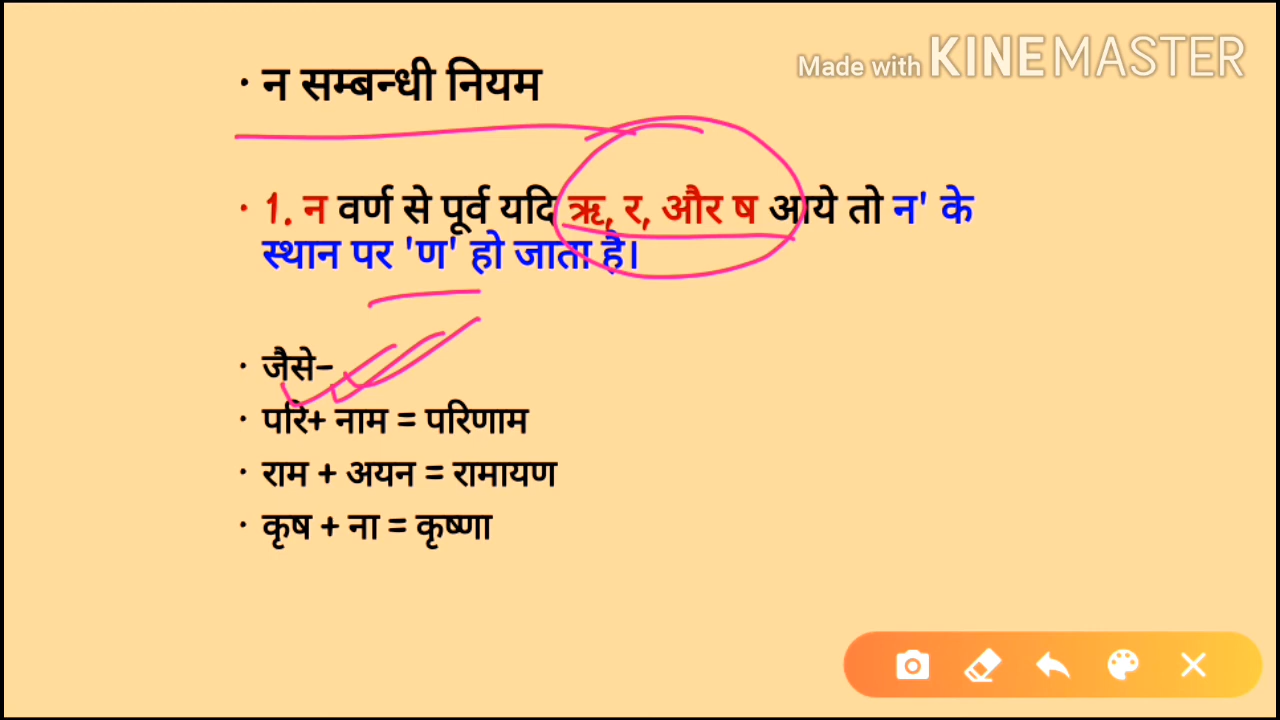 Made with KINEMASTER
· न सम्बन्धी नियम
· 1. न वर्ण से पूर्व यदि ऋ, र, और ष आये तो न' के
स्थान पर 'ण' हो जाता है।
· जैसे-
· परि+ नाम = परिणाम
· राम + अयन = रामायण
· कृष + ना = कृष्णा